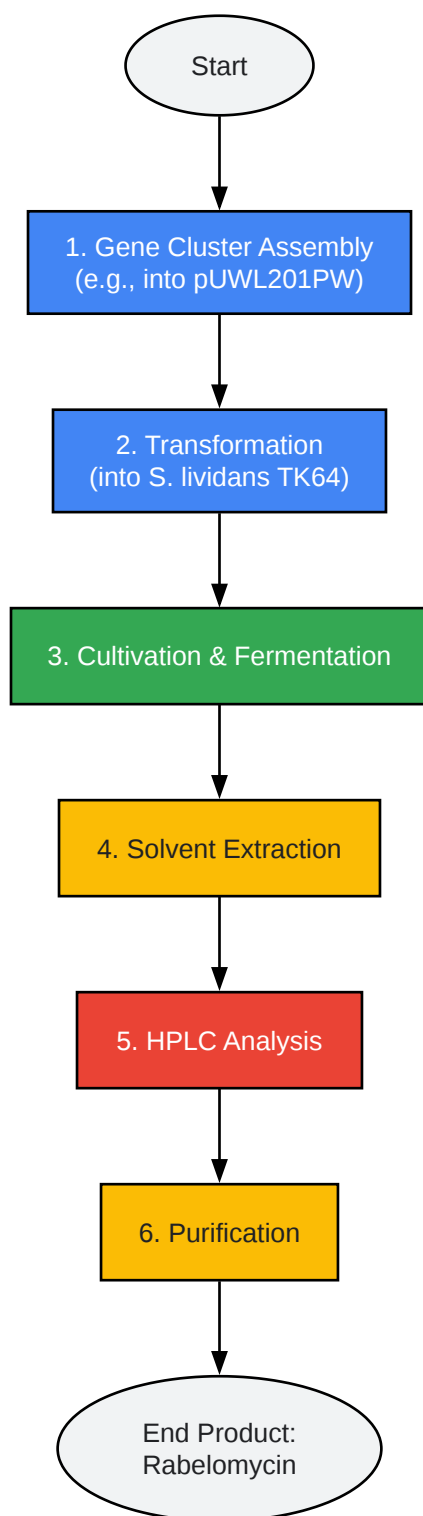 Start
1. Gene Cluster Assembly
(e.g., into pUWL201PW)
2. Transformation
(into S. lividans TK64)
3. Cultivation & Fermentation
4. Solvent Extraction
5. HPLC Analysis
6. Purification
End Product:
Rabelomycin